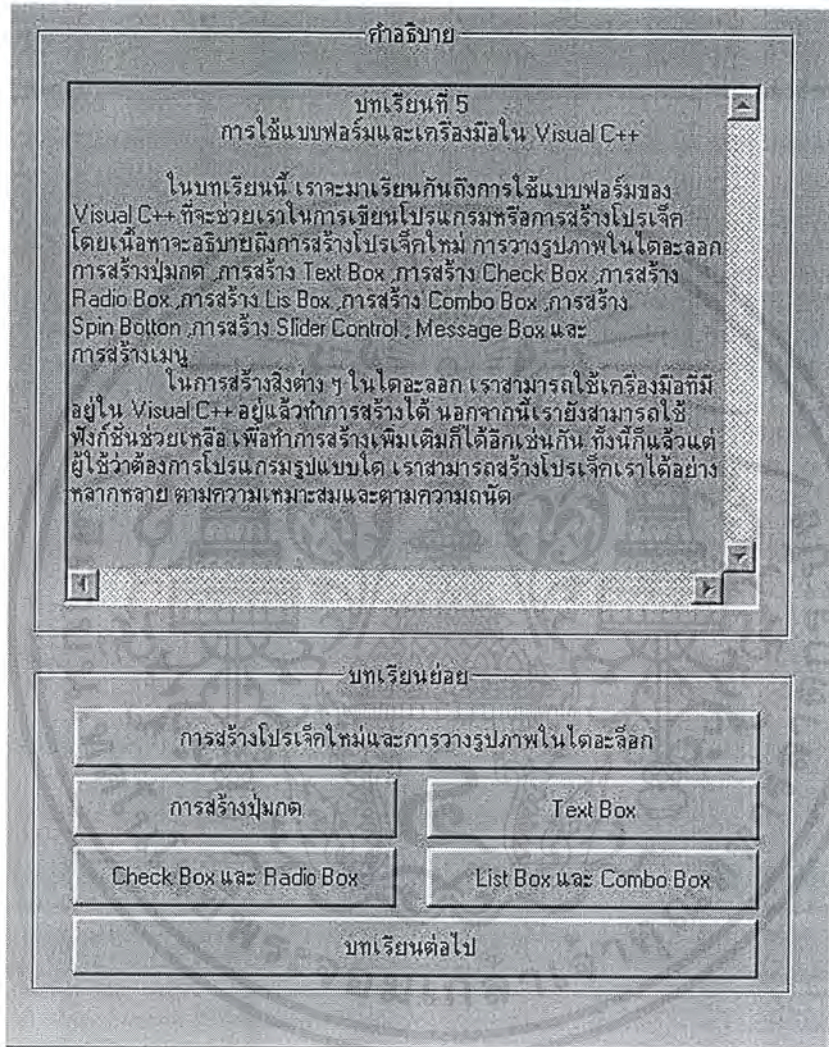 คำอธิบาย
บทเรียนที่ 5
การใช้แบบฟอร์มและเครื่องมือใน Visual C++
ในบทเรียนนี้ เราจะมาเรียนกันถึงการใช้แบบฟอร์มของ
Visual C++ ที่จะช่วยเราในการเขียนโปรแกรมหรือการสร้างโปรเจ็ค
โดยเนื้อหาจะอธิบายถึงการสร้างโปรเจ็คใหม่ การวางรูปภาพในไดอะลอก
การสร้างปุ่มกด ,การสร้าง Text Box ,การสร้าง Check Box ,การสร้าง
Radio Box ,การสร้าง Lis Box ,การสร้าง Combo Box ,การสร้าง
Spin Botton ,การสร้าง Slider Control , Message Box และ
การสร้างเมนู
ในการสร้างสิ่งต่าง ๆ ในไดอะลอก เราสามารถใช้เครื่องมือที่มี
อยู่ใน Visual C++ อยู่แล้วทำการสร้างได้ นอกจากนี้เรายังสามารถใช้
ฟังก์ชันช่วยเหลือ เพื่อทำการสร้างเพิ่มเติมก็ได้อีกเช่นกัน ทั้งนี้ก็แล้วแต่
ผู้ใช้ว่าต้องการโปรแกรมรูปแบบใด เราสามารถสร้างโปรเจ็คเราได้อย่าง
หลากหลาย ตามความเหมาะสมและตามความถนัด
บทเรียนย่อย
การสร้างโปรเจ็คใหม่และการวางรูปภาพในไดอะล็อก
การสร้างปุ่มกด
Text Box
Check Box และ Radio Box
List Box และ Combo Box
บทเรียนต่อไป